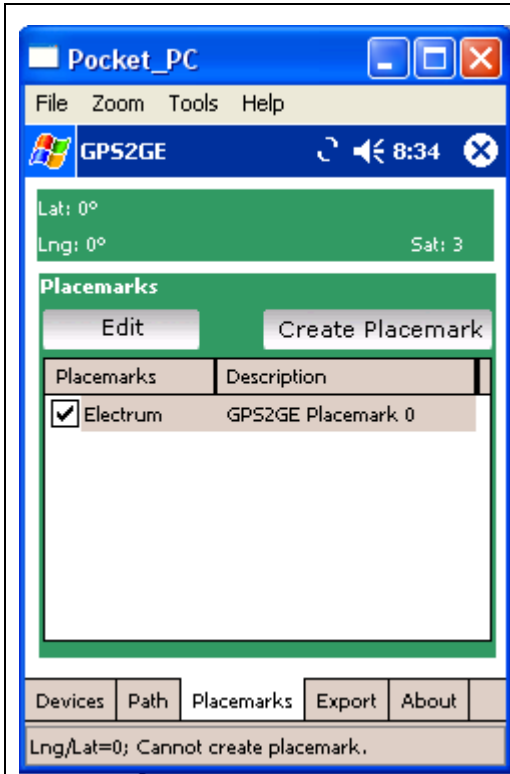 Pocket_PC
File Zoom Tools Help
GPS2GE 8:34
Lat: 0°
Lng: 0° Sat: 3
Placemarks
Edit Create Placemark
Placemarks Description
Electrum GPS2GE Placemark 0
Devices Path Placemarks Export About
Lng/Lat=0; Cannot create placemark.